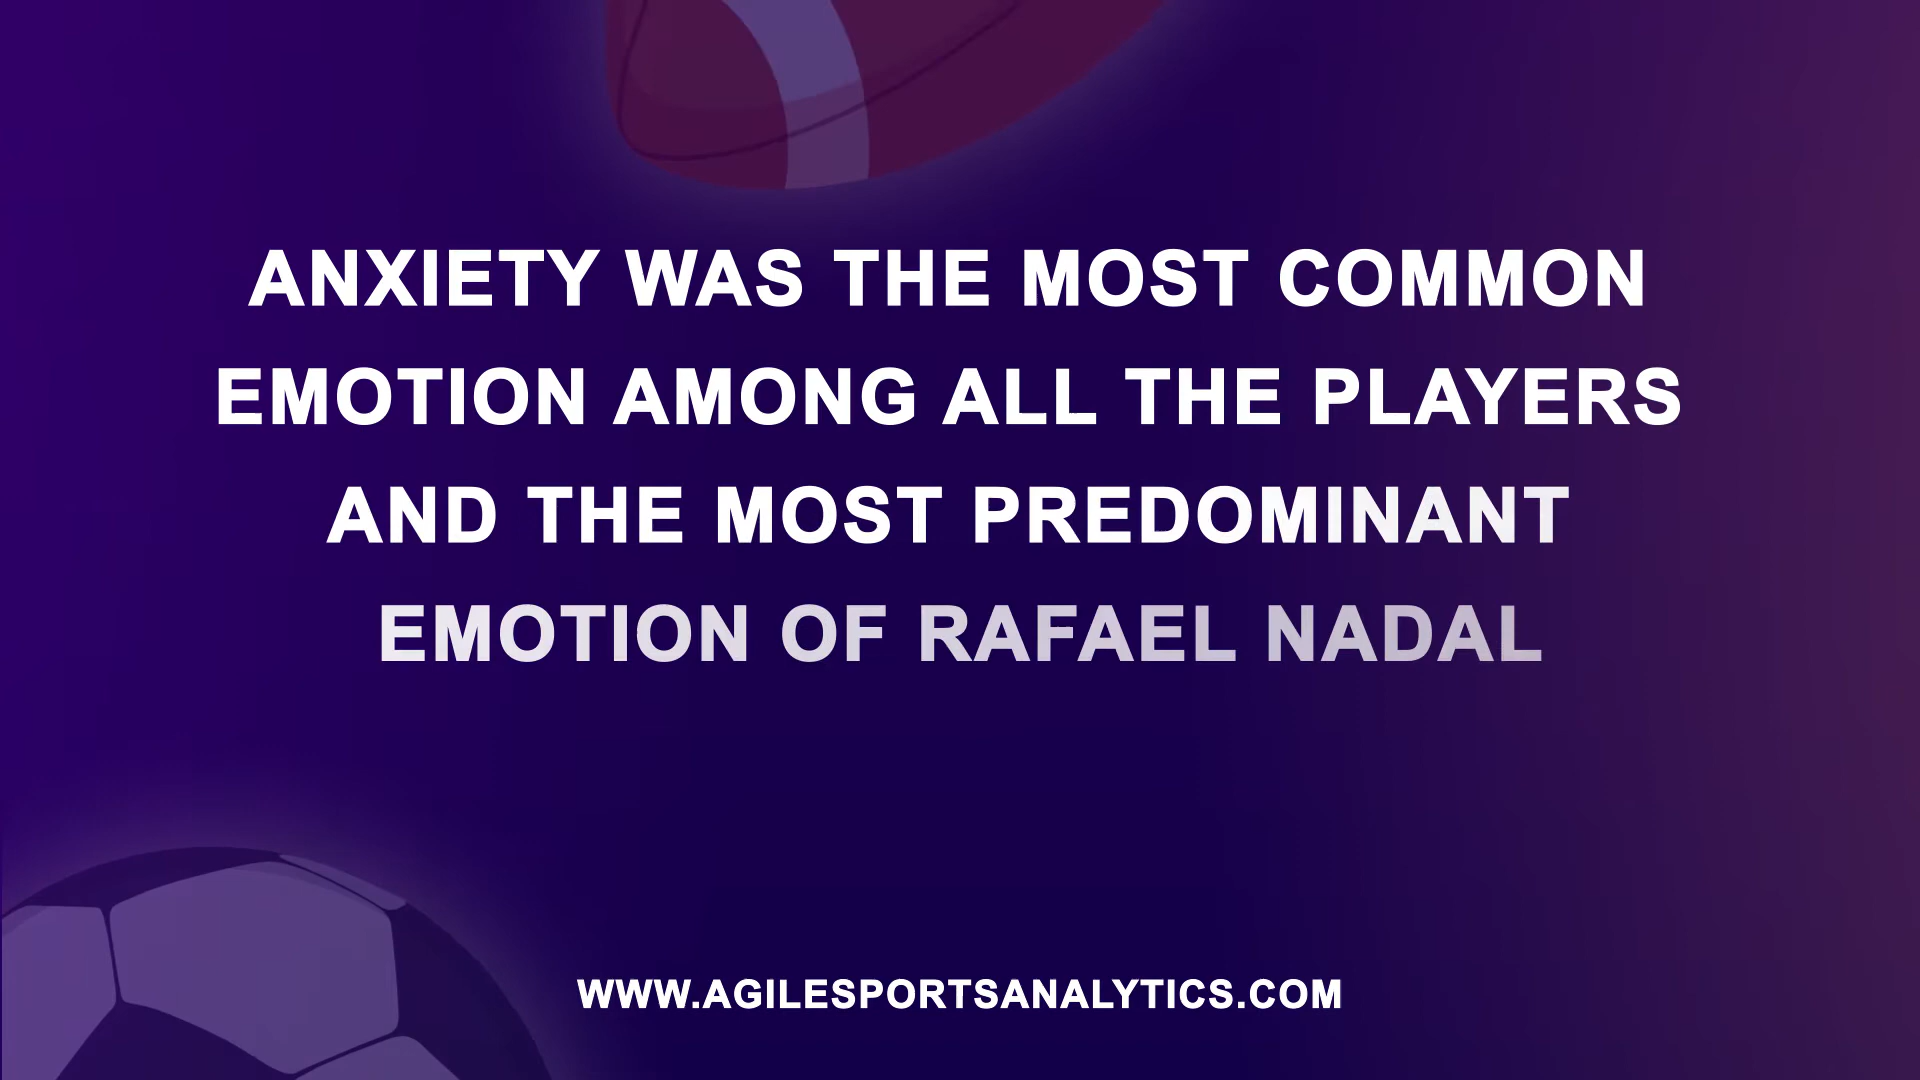 ANXIETY WAS THE MOST COMMON
EMOTION AMONG ALL THE PLAYERS
AND THE MOST PREDOMINANT
EMOTION OF RAFAEL NADAL
WWW.AGILESPORTSANALYTICS.COM